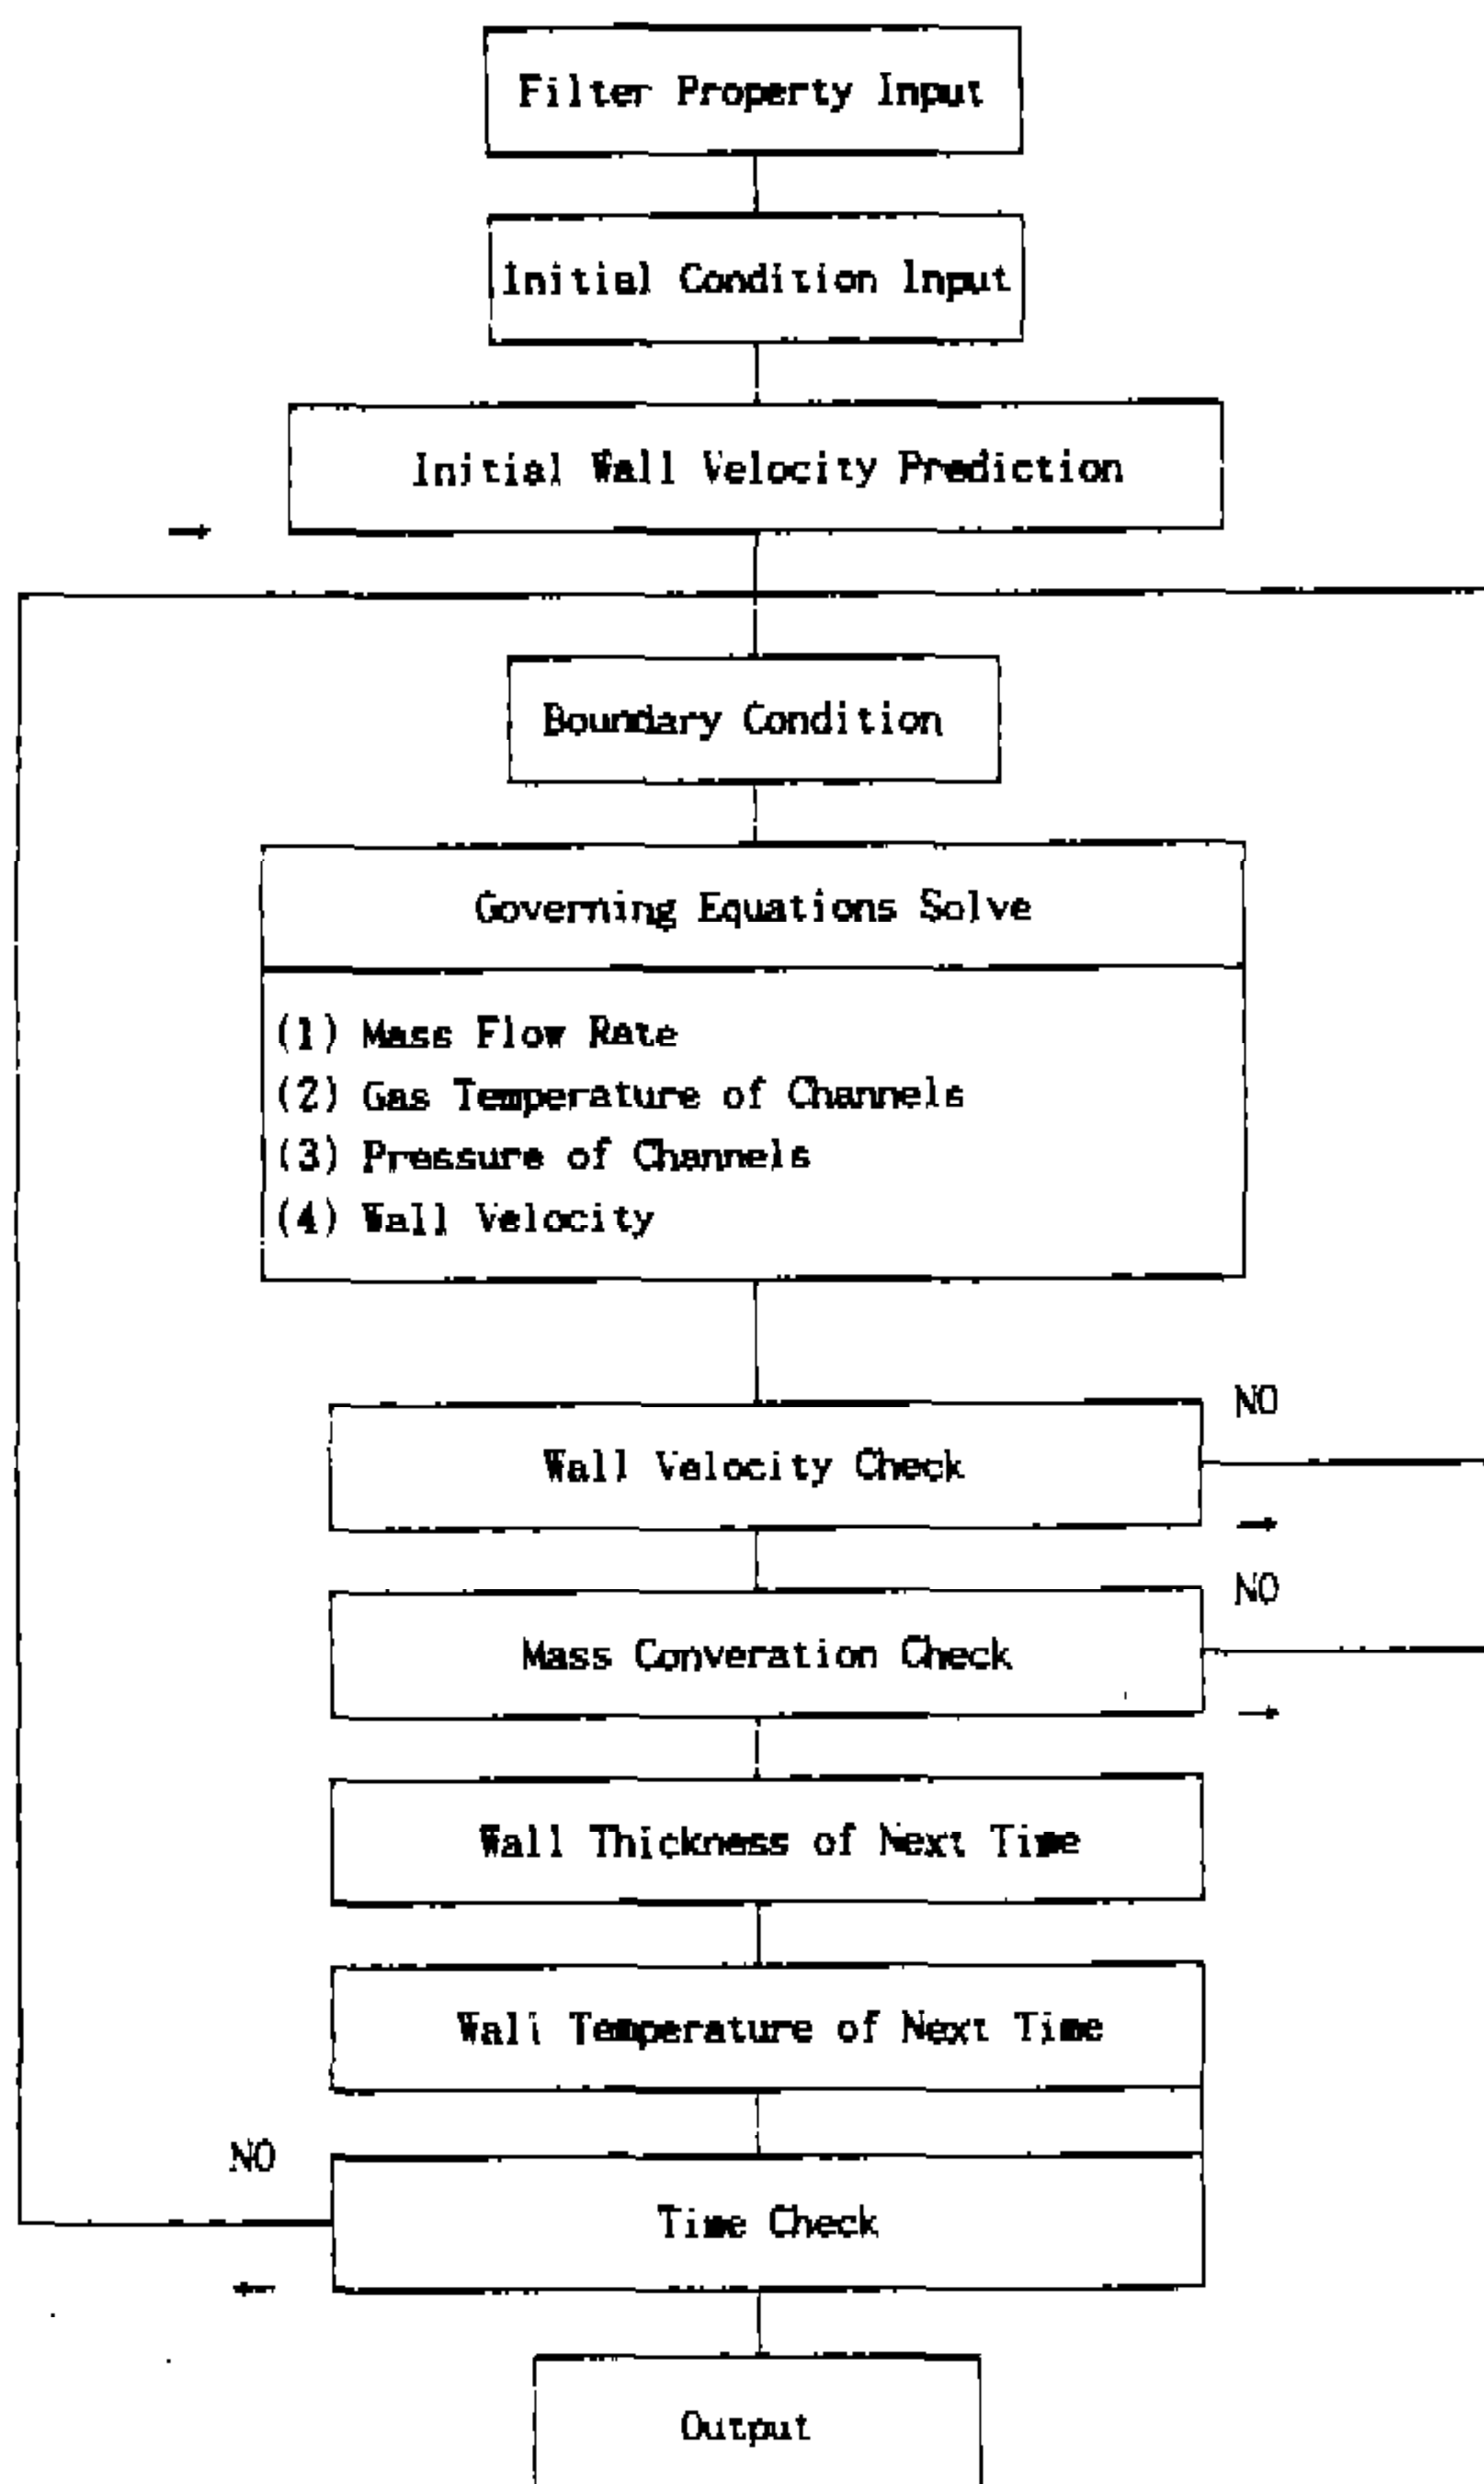 Filter Property Input
Initial Condition Input
Initial Wall Velocity Prediction
Boundary Condition
Governing Equations Solve
(1) Mass Flow Rate
(2) Gas Temperature of Channels
(3) Pressure of Channels
(4) Wall Velocity
NO
Wall Velocity Check
NO
Mass Converation Check
Wall Thickness of Next Time
Wall Temperature of Next Time
NO
Time Check
Output